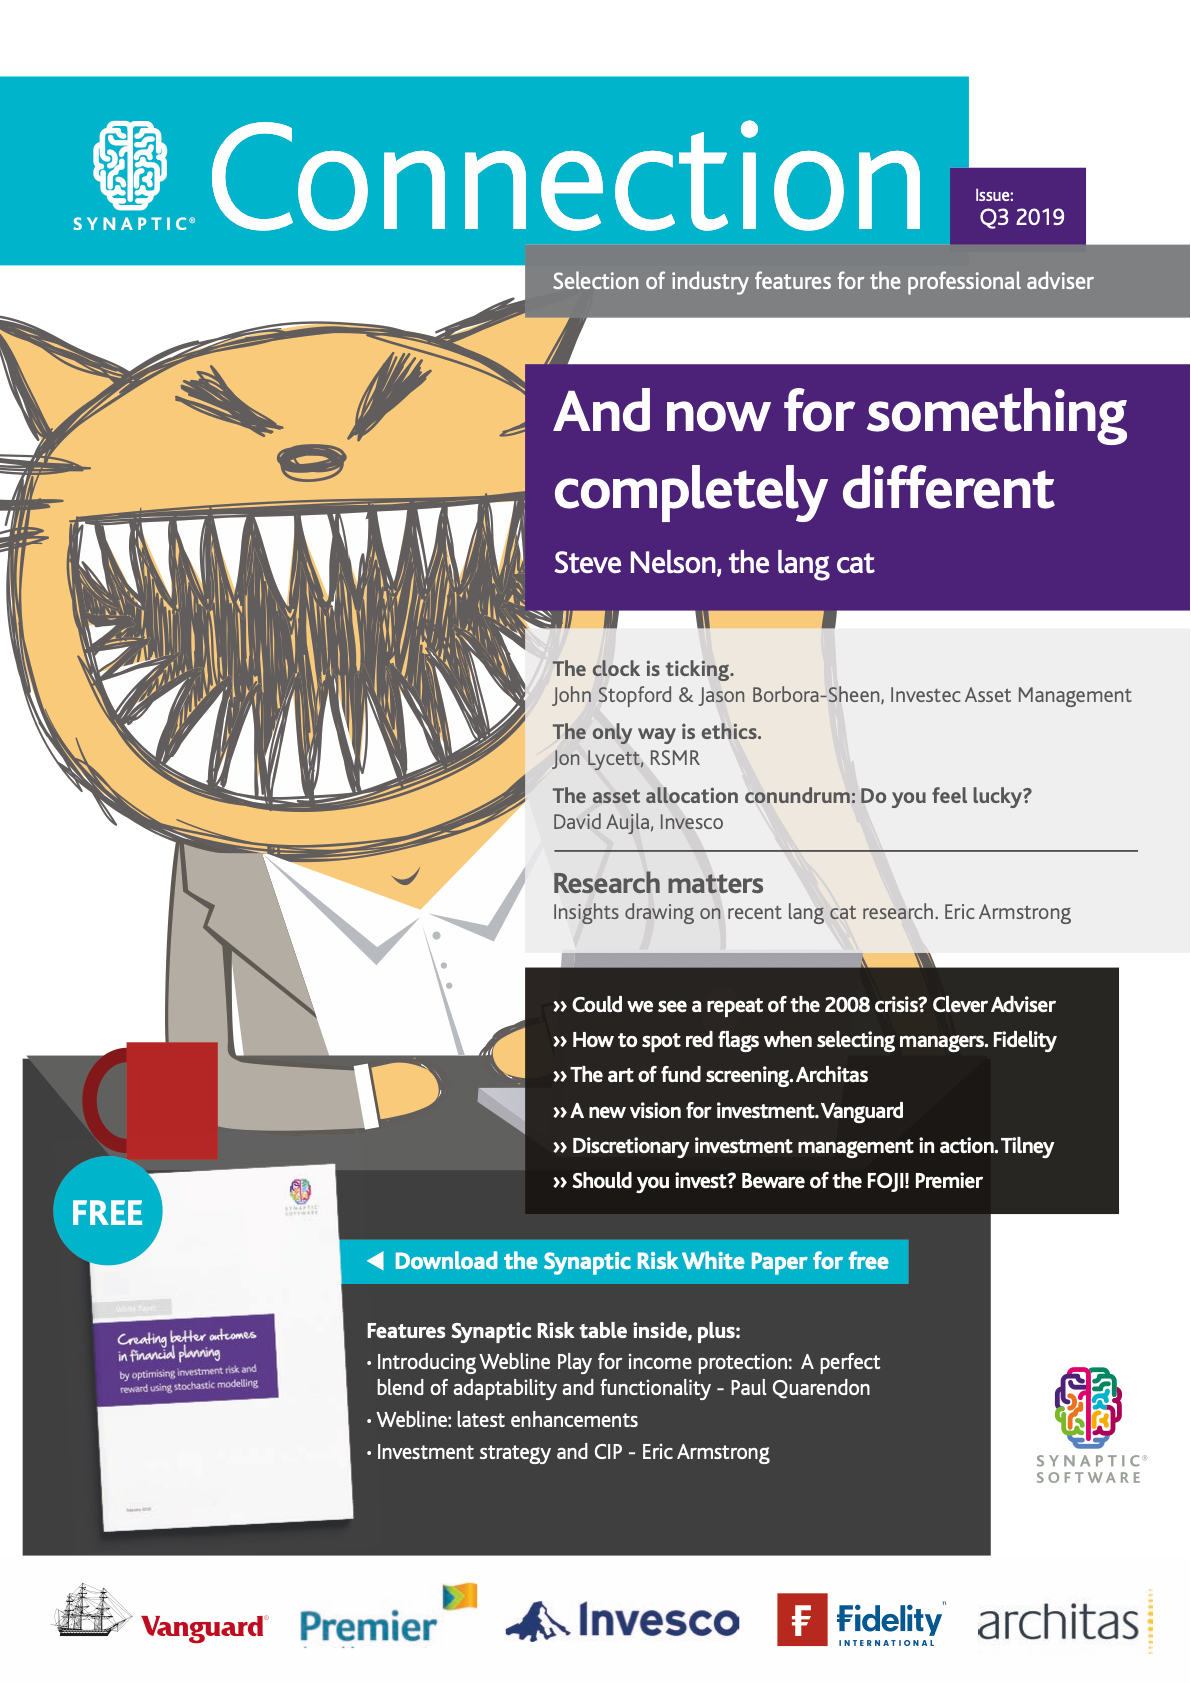 SYNAPTIC®
Connection
Issue:
Q3 2019
Selection of industry features for the professional adviser
And now for something
completely different
Steve Nelson, the lang cat
The clock is ticking.
John Stopford & Jason Borbora-Sheen, Investec Asset Management
The only way is ethics.
Jon Lycett, RSMR
The asset allocation conundrum: Do you feel lucky?
David Aujla, Invesco
Research matters
Insights drawing on recent lang cat research. Eric Armstrong
›› Could we see a repeat of the 2008 crisis? Clever Adviser
›› How to spot red flags when selecting managers. Fidelity
›› The art of fund screening. Architas
›› A new vision for investment. Vanguard
›› Discretionary investment management in action. Tilney
›› Should you invest? Beware of the FOJI! Premier
FREE
SYNAPTIC
SOFTWARE
White Paper
Creating better outcomes
in financial planning
by optimising investment risk and
reward using stochastic modelling
◀ Download the Synaptic Risk White Paper for free
Features Synaptic Risk table inside, plus:
• Introducing Webline Play for income protection: A perfect
blend of adaptability and functionality - Paul Quarendon
• Webline: latest enhancements
• Investment strategy and CIP - Eric Armstrong
SYNAPTIC®
SOFTWARE
Vanguard®
Premier
Invesco
Fidelity
INTERNATIONAL
architas